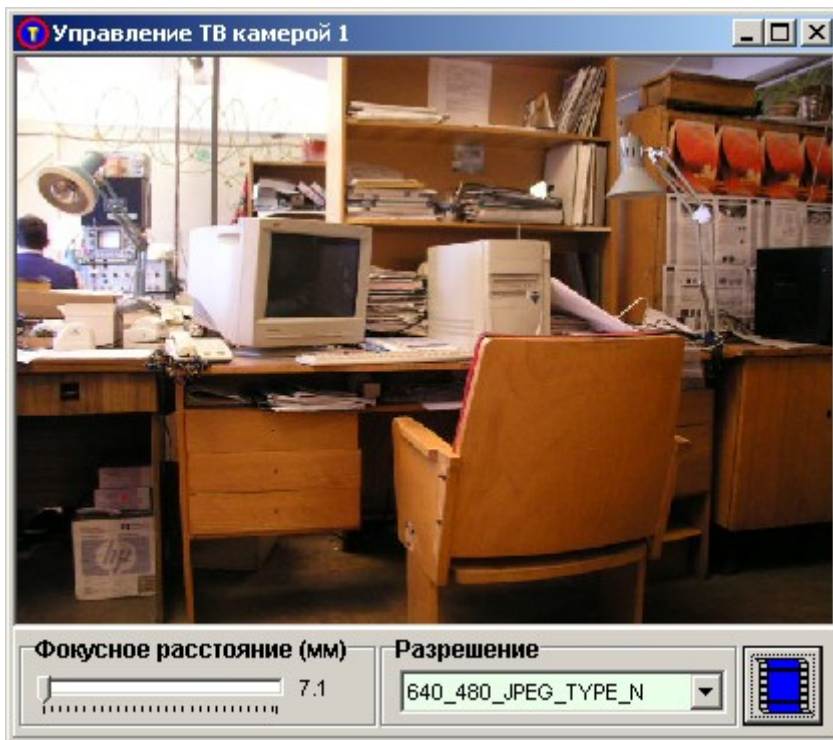 Управление ТВ камерой 1
hp
Фокусное расстояние (мм)
7.1
Разрешение
640_480_JPEG_TYPE_N